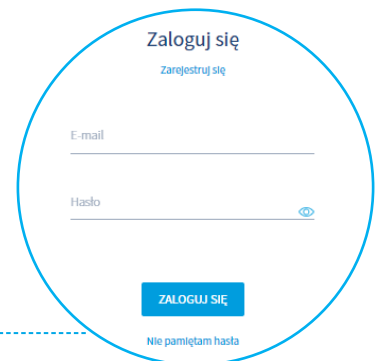 Zaloguj się
Zarejestruj się
E-mail
Hasło
ZALOGUJ SIĘ
Nie pamiętam hasła